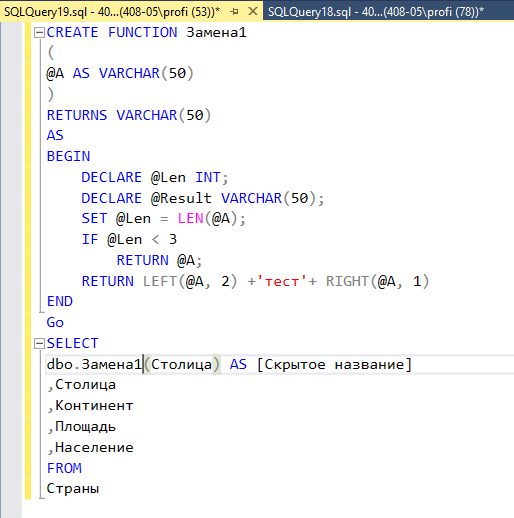 SQLQuery19.sql - 40...(408-05\profi (53))*
SQLQuery18.sql - 40...(408-05\profi (78))*
CREATE FUNCTION Замена1
(
@A AS VARCHAR(50)
)
RETURNS VARCHAR(50)
AS
BEGIN
DECLARE @Len INT;
DECLARE @Result VARCHAR(50);
SET @Len = LEN(@A);
IF @Len < 3
RETURN @A;
RETURN LEFT(@A, 2) +'тест'+ RIGHT(@A, 1)
END
Go
SELECT
dbo.Замена1(Столица) AS [Скрытое название]
,Столица
,Континент
,Площадь
,Население
FROM
Страны